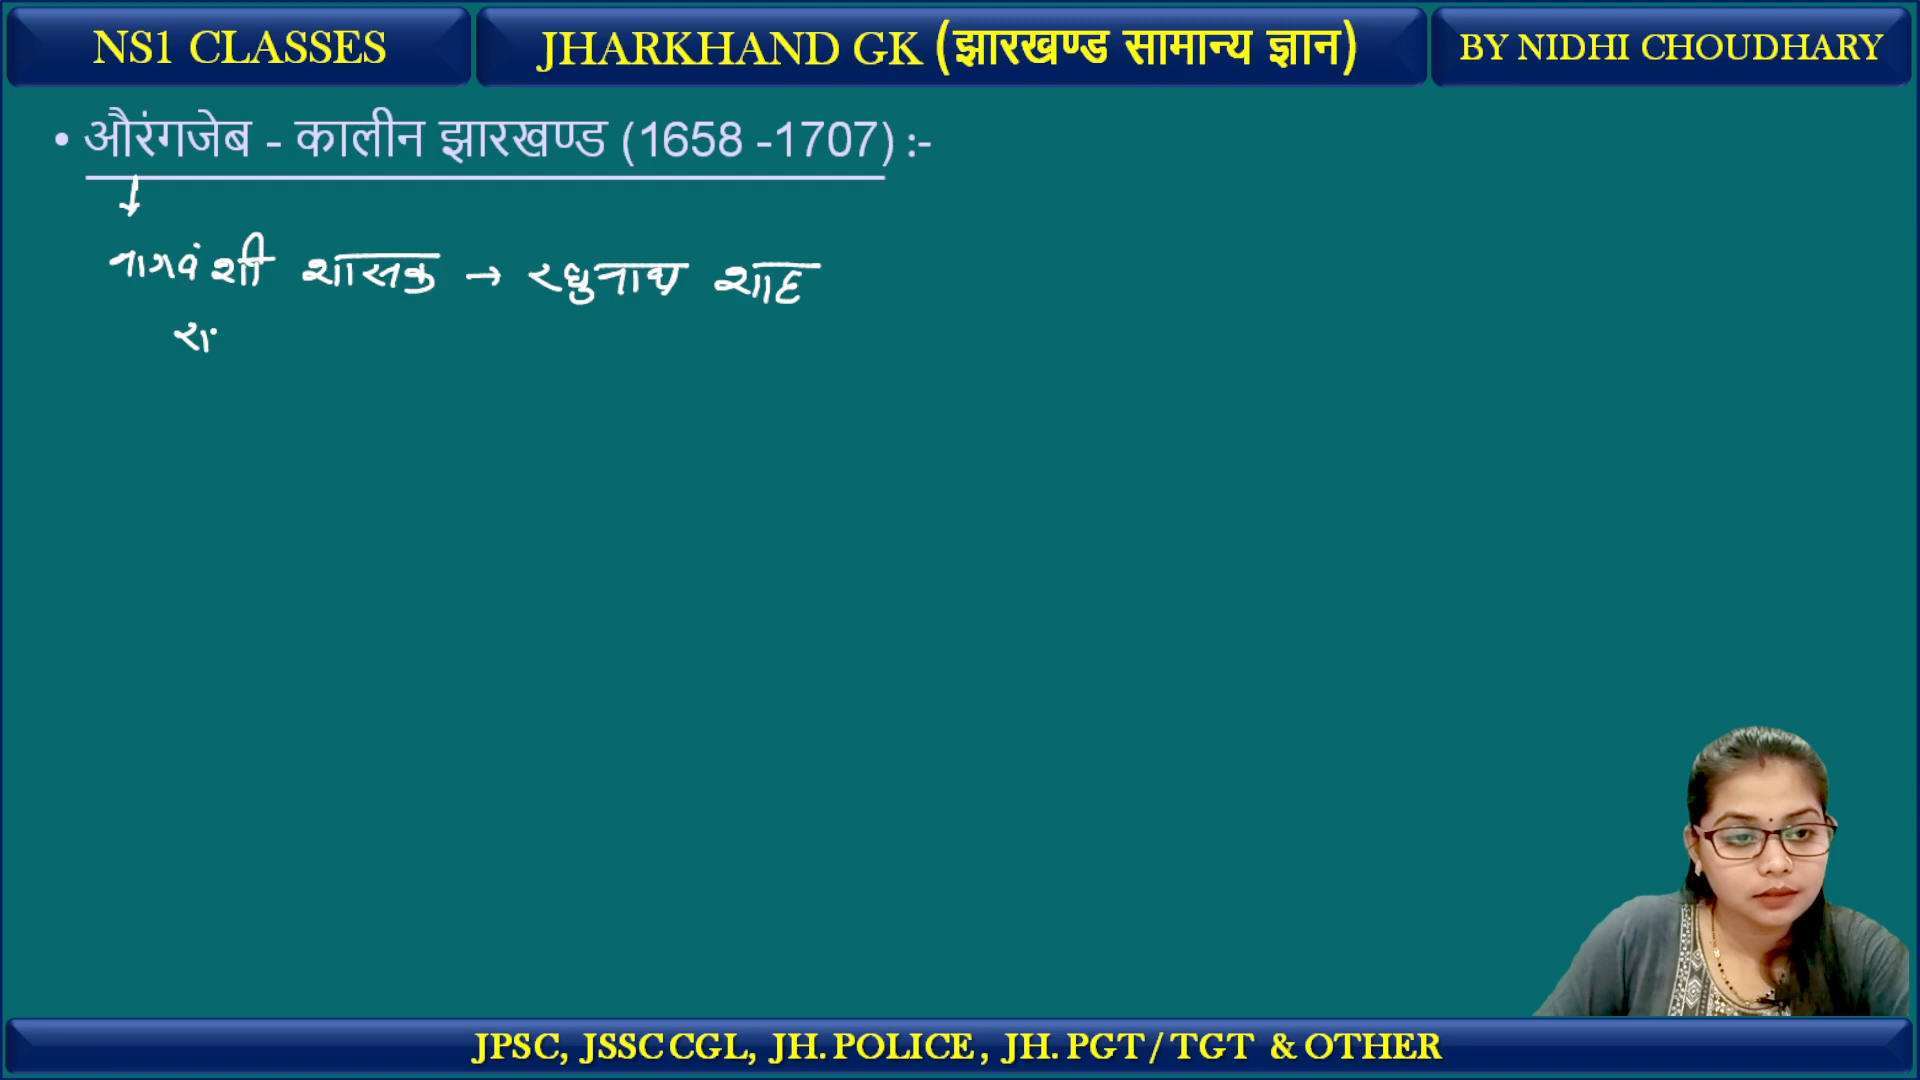 NS1 CLASSES
JHARKHAND GK (झारखण्ड सामान्य ज्ञान)
BY NIDHI CHOUDHARY
• औरंगजेब - कालीन झारखण्ड (1658 -1707) :-
नागवंशी शासक → रघुनाथ शाह
रा
JPSC, JSSC CGL, JH. POLICE, JH. PGT / TGT & OTHER